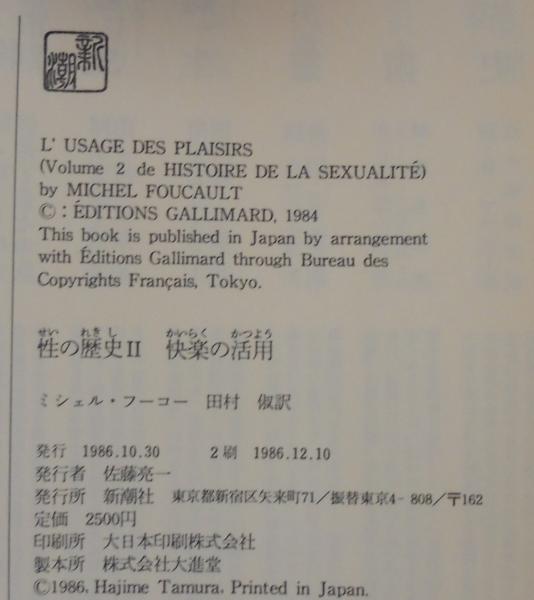 新潮
L' USAGE DES PLAISIRS
(Volume 2 de HISTOIRE DE LA SEXUALITÉ)
by MICHEL FOUCAULT
©:ÉDITIONS GALLIMARD, 1984
This book is published in Japan by arrangement
with Éditions Gallimard through Bureau des
Copyrights Français, Tokyo.
せい れきし かいらく かつよう
性の歴史II 快楽の活用
ミシェル・フーコー 田村 俶訳
発行 1986.10.30 2刷 1986.12.10
発行者 佐藤亮一
発行所 新潮社 東京都新宿区矢来町71/振替東京4-808/〒162
定価 2500円
印刷所 大日本印刷株式会社
製本所 株式会社大進堂
©1986, Hajime Tamura, Printed in Japan.